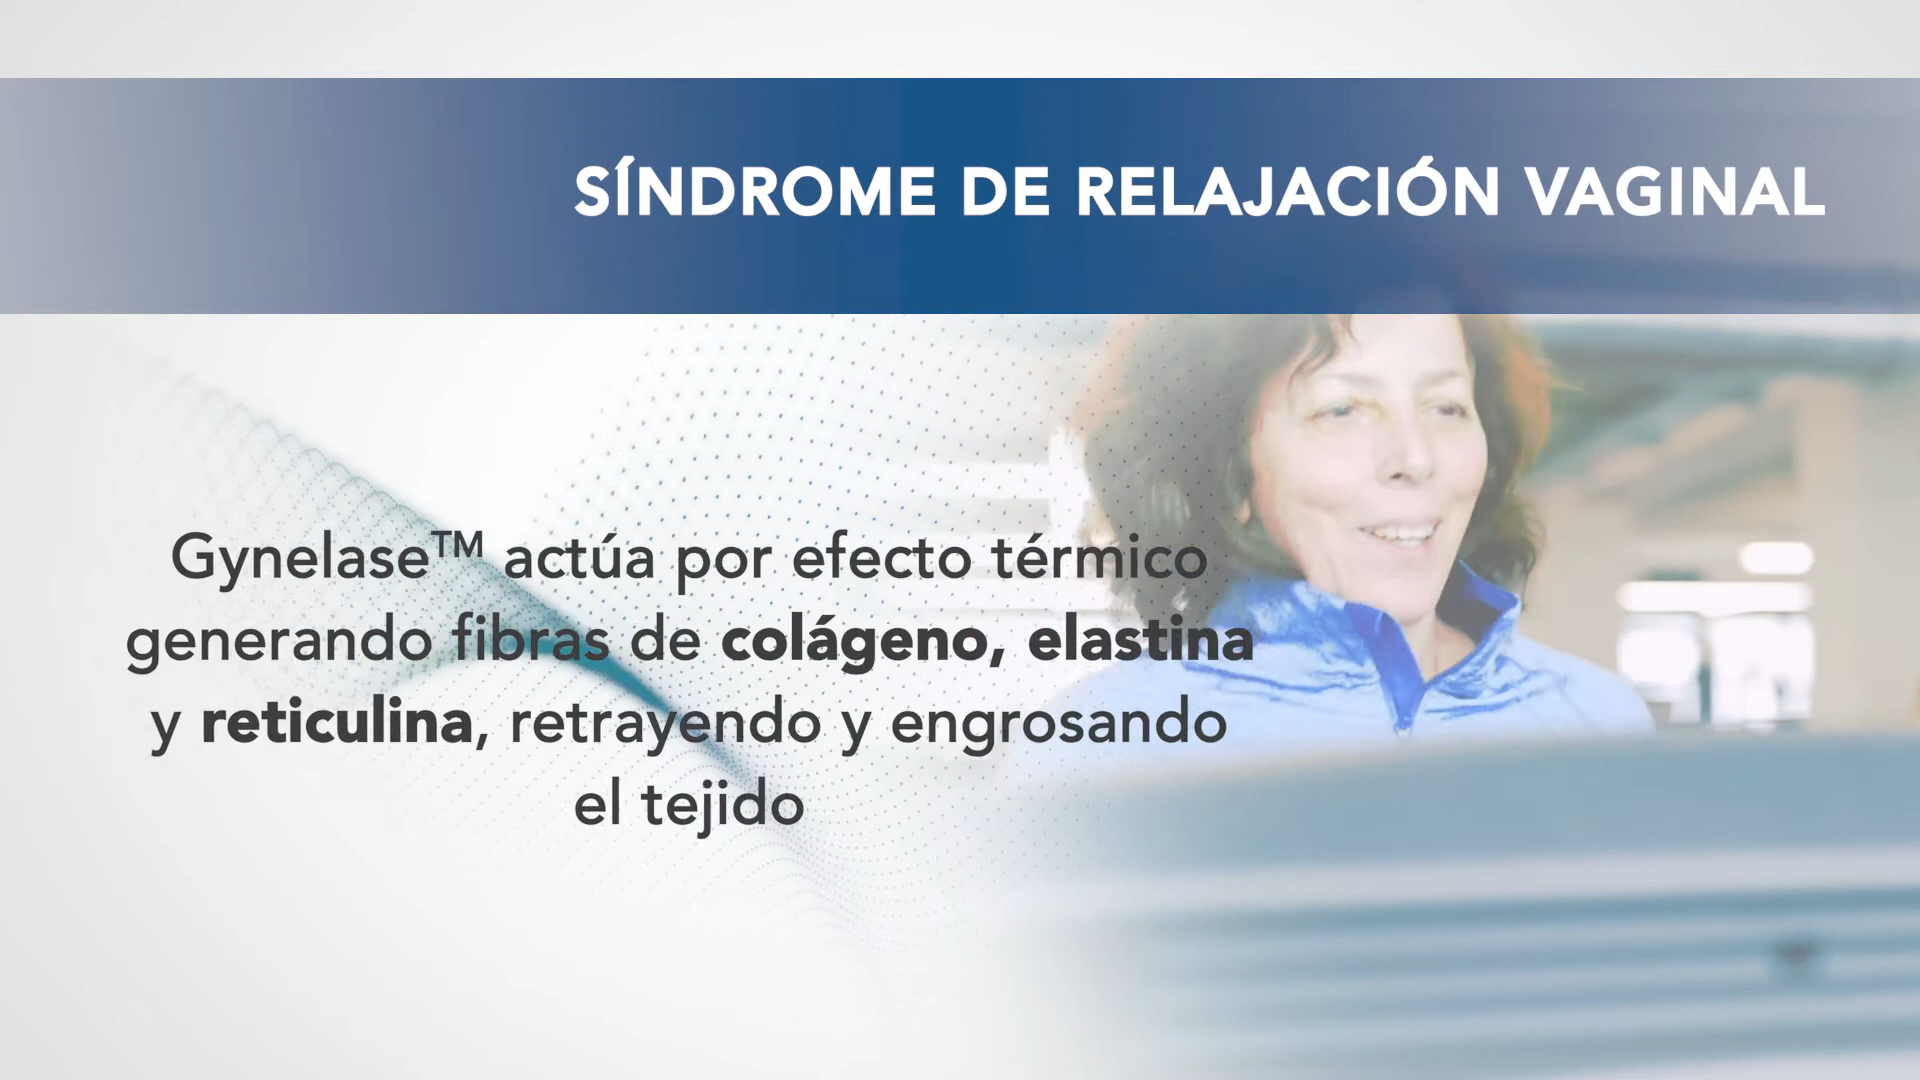 SÍNDROME DE RELAJACIÓN VAGINAL
Gynelase™ actúa por efecto térmico
generando fibras de colágeno, elastina
y reticulina, retrayendo y engrosando
el tejido